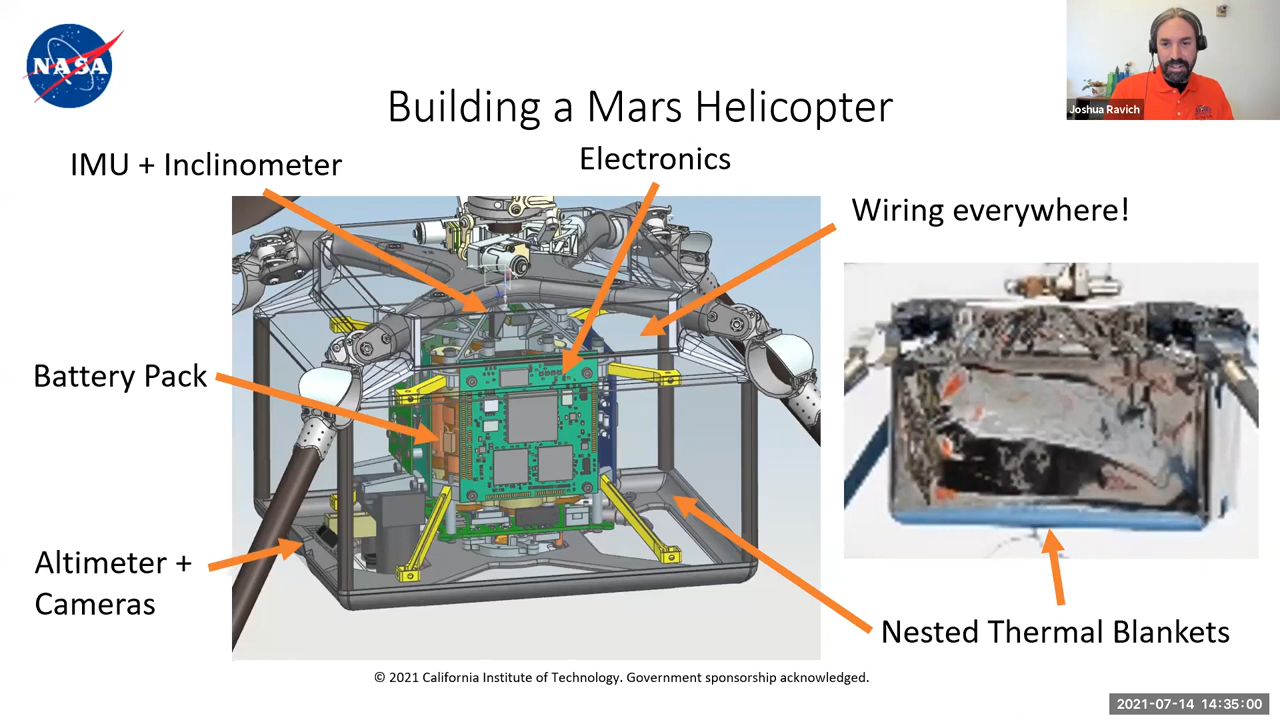 NASA
Joshua Ravich
Building a Mars Helicopter
IMU + Inclinometer
Electronics
Wiring everywhere!
Battery Pack
Altimeter +
Cameras
Nested Thermal Blankets
© 2021 California Institute of Technology. Government sponsorship acknowledged.
2021-07-14 14:35:00